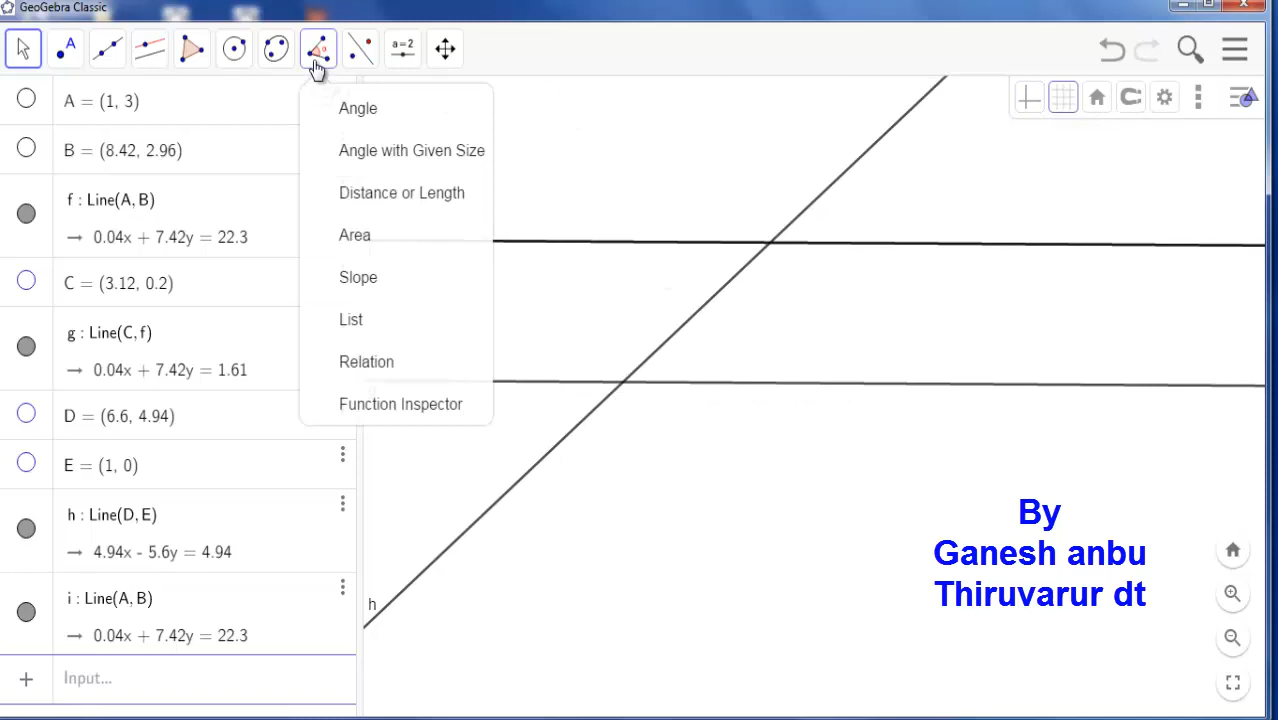 GeoGebra Classic
A
α
a=2
A = (1, 3)
B = (8.42, 2.96)
f : Line(A, B)
→ 0.04x + 7.42y = 22.3
C = (3.12, 0.2)
g : Line(C, f)
→ 0.04x + 7.42y = 1.61
D = (6.6, 4.94)
E = (1, 0)
h : Line(D, E)
→ 4.94x - 5.6y = 4.94
i : Line(A, B)
→ 0.04x + 7.42y = 22.3
+ Input...
Angle
Angle with Given Size
Distance or Length
Area
Slope
List
Relation
Function Inspector
h
By
Ganesh anbu
Thiruvarur dt